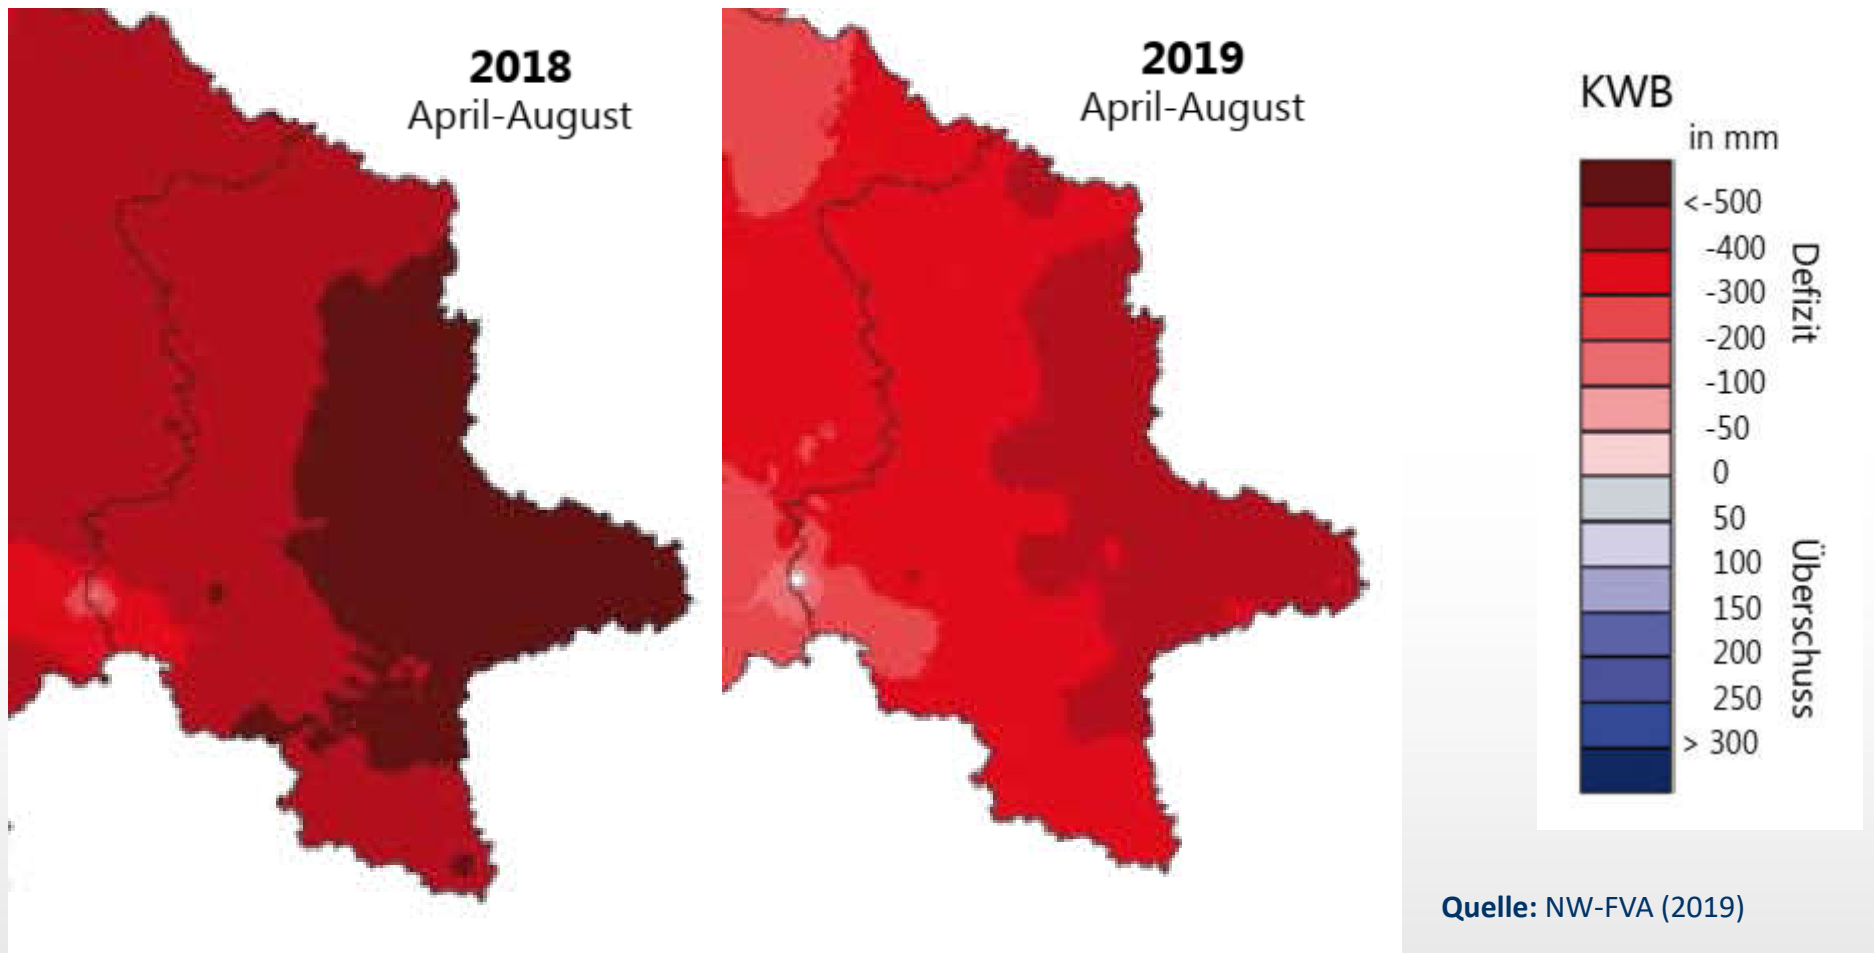 2018
April-August
2019
April-August
KWB
in mm
<-500
-400
-300
-200
-100
-50
0
50
100
150
200
250
> 300
Defizit
Überschuss
Quelle: NW-FVA (2019)